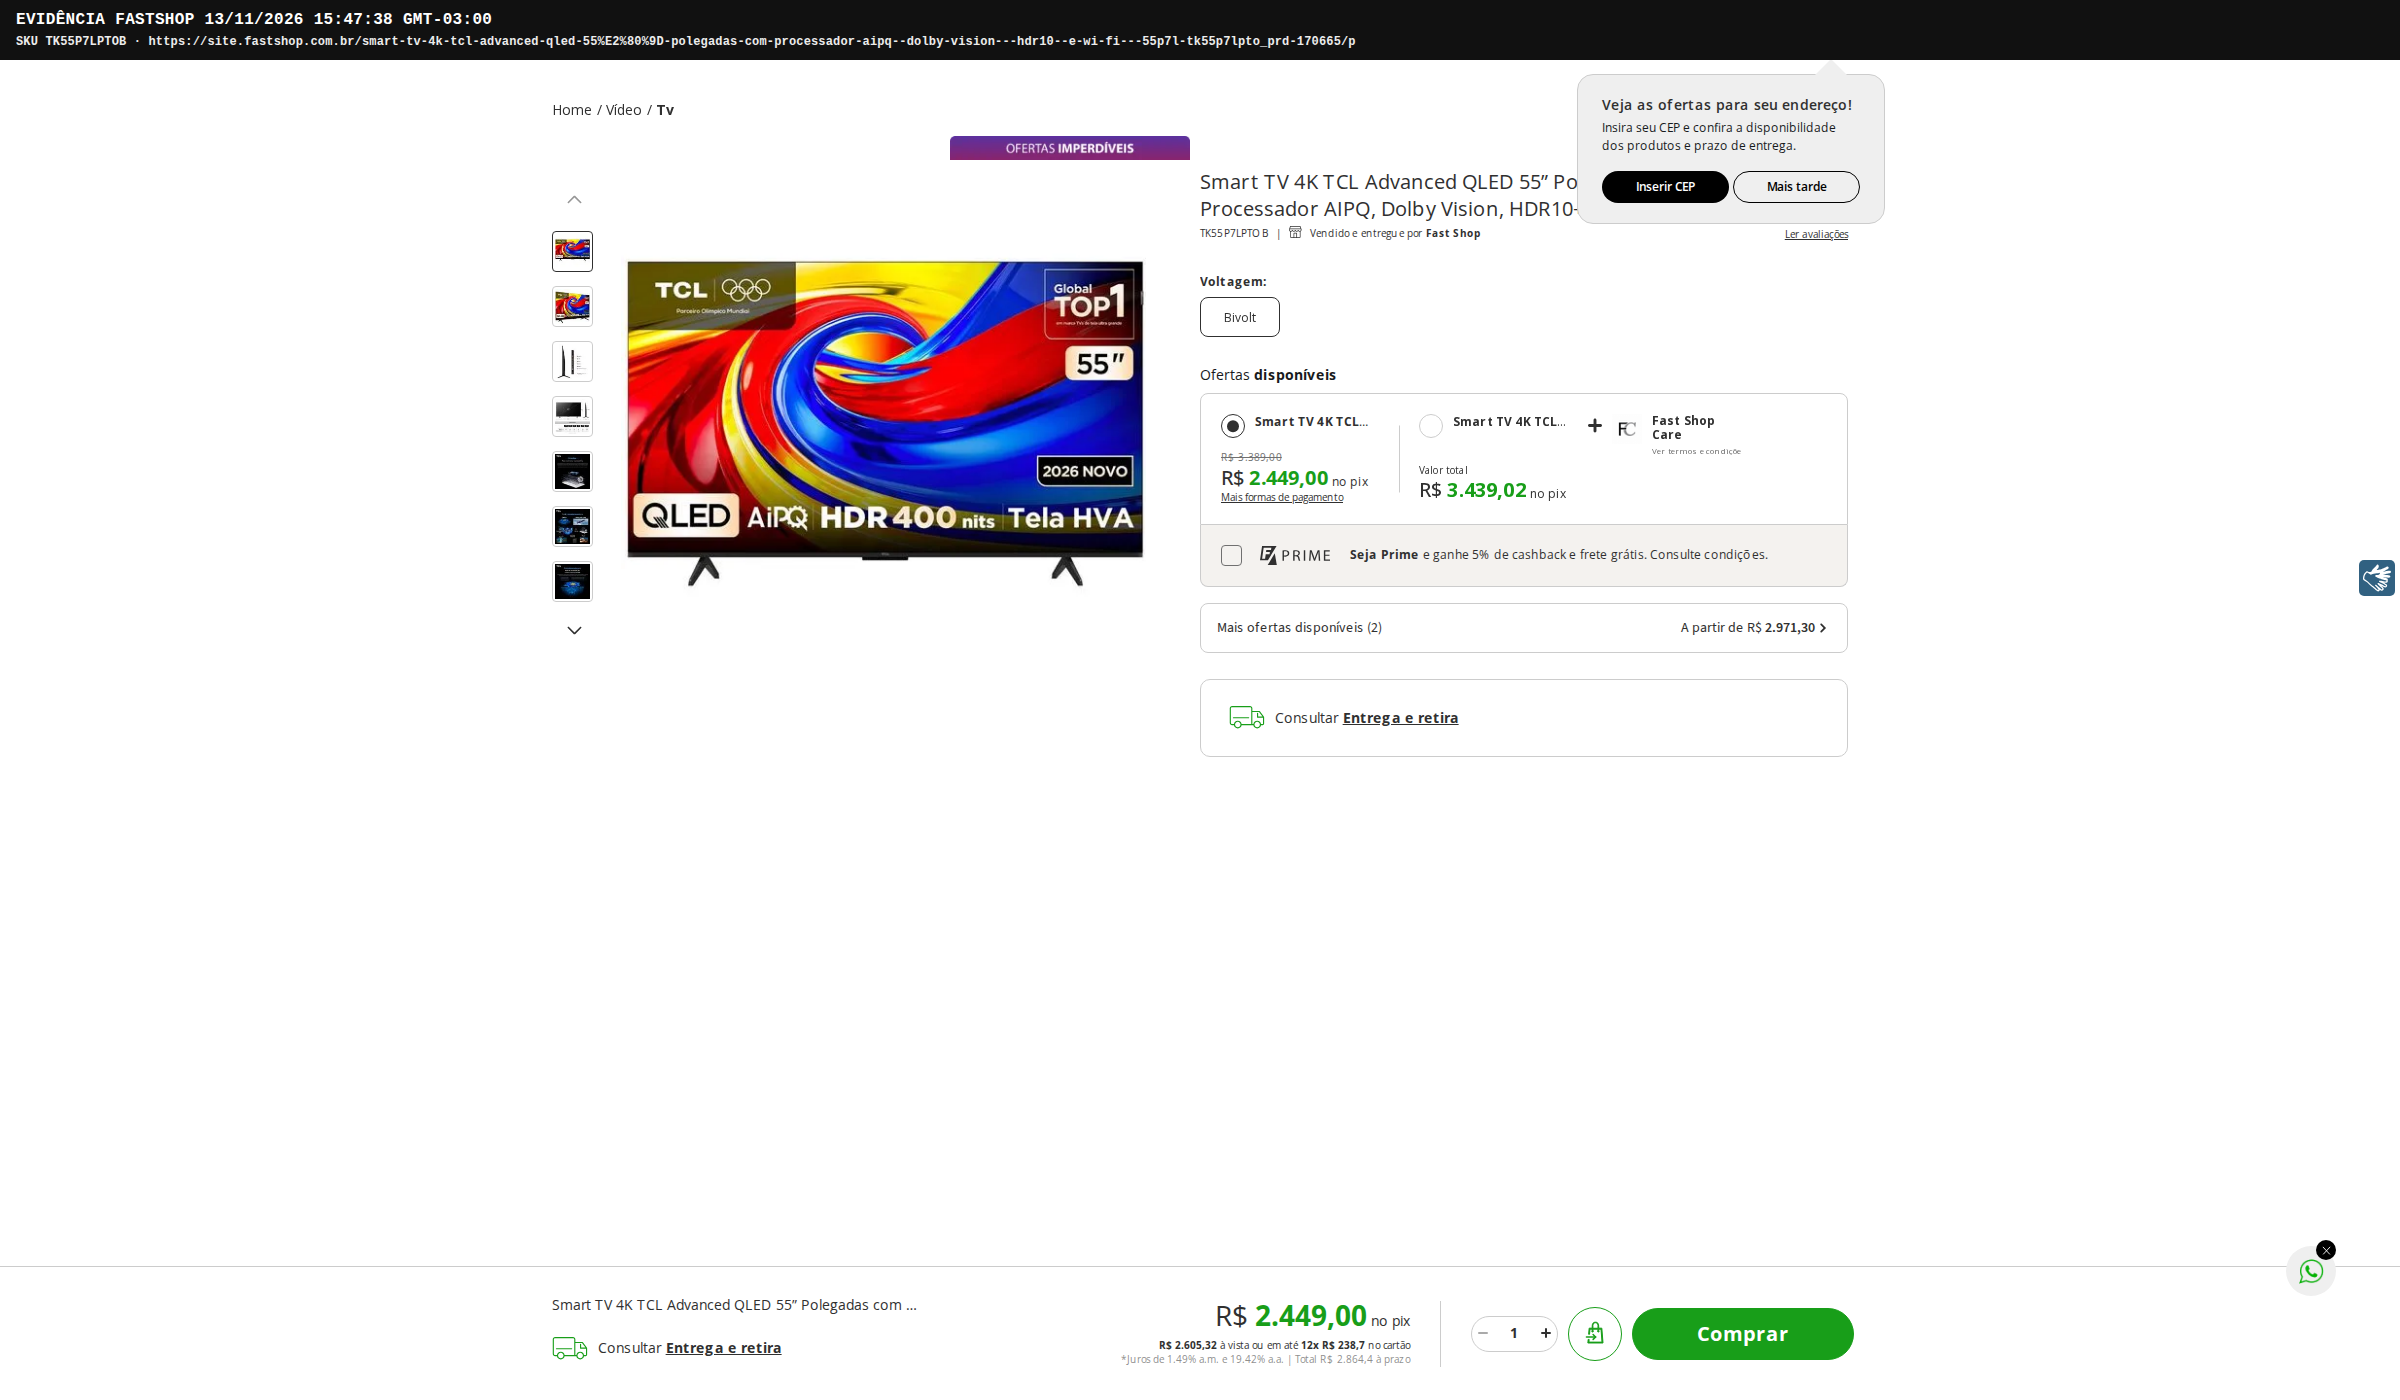 EVIDÊNCIA FASTSHOP 13/11/2026 15:47:38 GMT-03:00
SKU TK55P7LPTOB · https://site.fastshop.com.br/smart-tv-4k-tcl-advanced-qled-55%E2%80%9D-polegadas-com-processador-aipq--dolby-vision---hdr10--e-wi-fi---55p7l-tk55p7lpto_prd-170665/p
Veja as ofertas para seu endereço!
Insira seu CEP e confira a disponibilidade
dos produtos e prazo de entrega.
Inserir CEP
Mais tarde
Home / Vídeo / Tv
OFERTAS IMPERDÍVEIS
Smart TV 4K TCL Advanced QLED 55” Po
Processador AIPQ, Dolby Vision, HDR10
TK55P7LPTOB | Vendido e entregue por Fast Shop
Ler avaliações
TCL
Parceiro Olímpico Mundial
Global
TOP1
55”
2026 NOVO
QLED AiPQ HDR 400 nits Tela HVA
Voltagem:
Bivolt
Ofertas disponíveis
Smart TV 4K TCL...
R$ 3.389,00
R$ 2.449,00 no pix
Mais formas de pagamento
Smart TV 4K TCL...
+
FC
Fast Shop
Care
Ver termos e condiçõe
Valor total
R$ 3.439,02 no pix
PRIME
Seja Prime e ganhe 5% de cashback e frete grátis. Consulte condições.
Mais ofertas disponíveis (2)
A partir de R$ 2.971,30
Consultar Entrega e retira
Smart TV 4K TCL Advanced QLED 55” Polegadas com ...
Consultar Entrega e retira
R$ 2.449,00 no pix
R$ 2.605,32 à vista ou em até 12x R$ 238,7 no cartão
*Juros de 1.49% a.m. e 19.42% a.a. | Total R$ 2.864,4 à prazo
− 1 +
Comprar